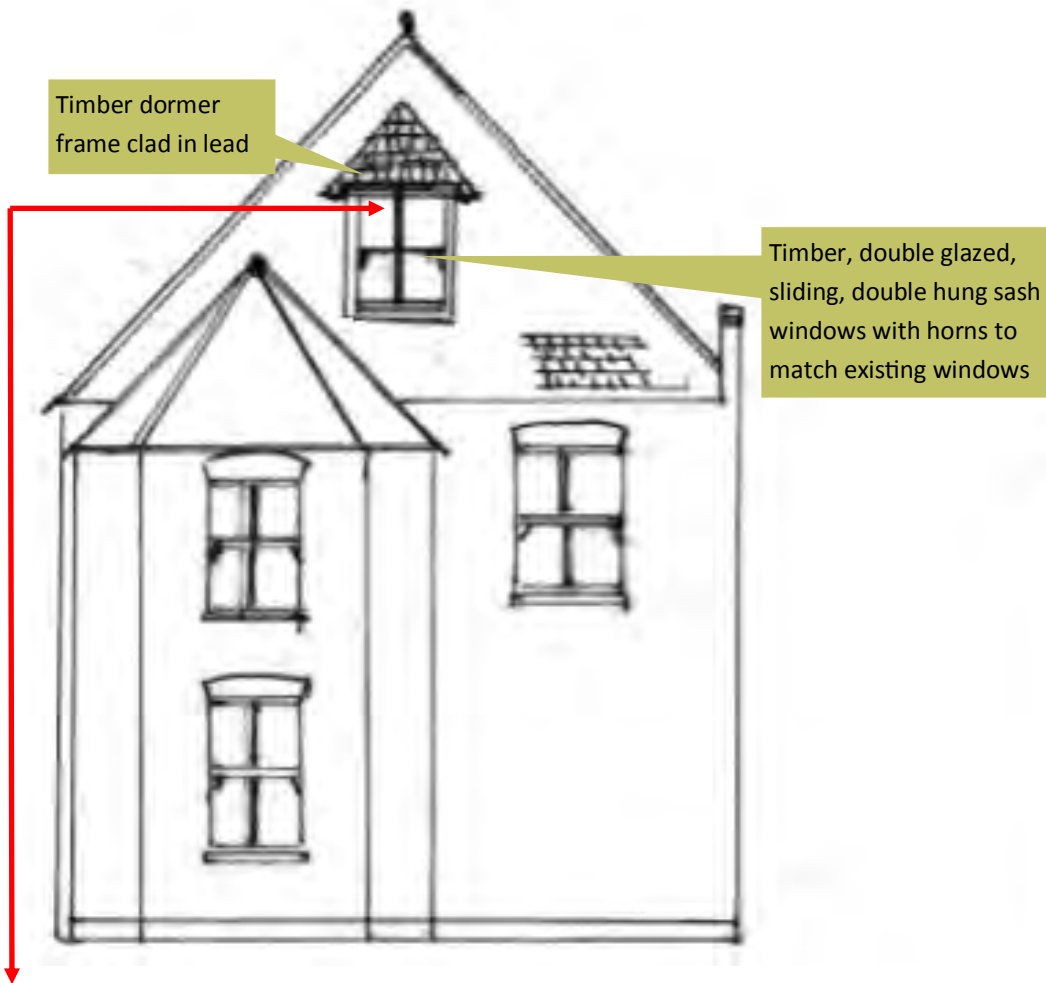 Timber dormer
frame clad in lead
Timber, double glazed,
sliding, double hung sash
windows with horns to
match existing windows